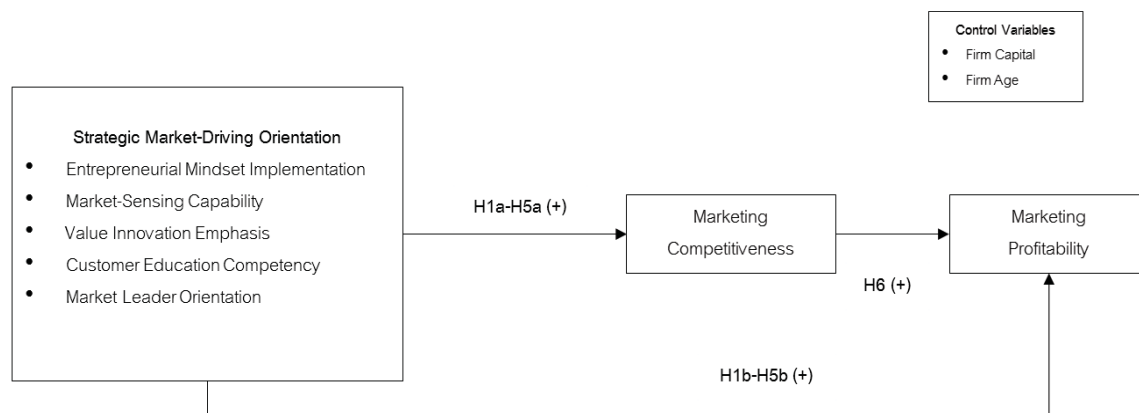 Control Variables
• Firm Capital
• Firm Age
Strategic Market-Driving Orientation
• Entrepreneurial Mindset Implementation
• Market-Sensing Capability
• Value Innovation Emphasis
• Customer Education Competency
• Market Leader Orientation
H1a-H5a (+)
Marketing
Competitiveness
H6 (+)
Marketing
Profitability
H1b-H5b (+)